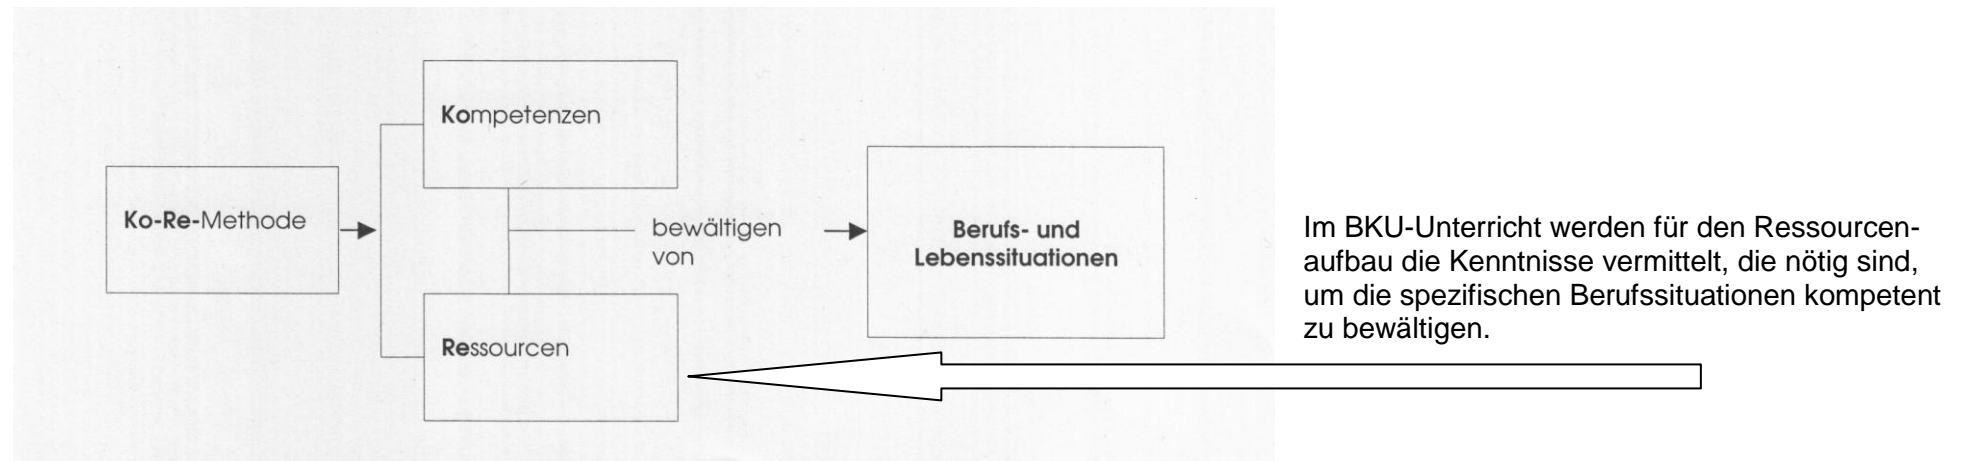 Kompetenzen
Ko-Re-Methode
bewältigen
von
Berufs- und
Lebenssituationen
Ressourcen
Im BKU-Unterricht werden für den Ressourcen-
aufbau die Kenntnisse vermittelt, die nötig sind,
um die spezifischen Berufssituationen kompetent
zu bewältigen.